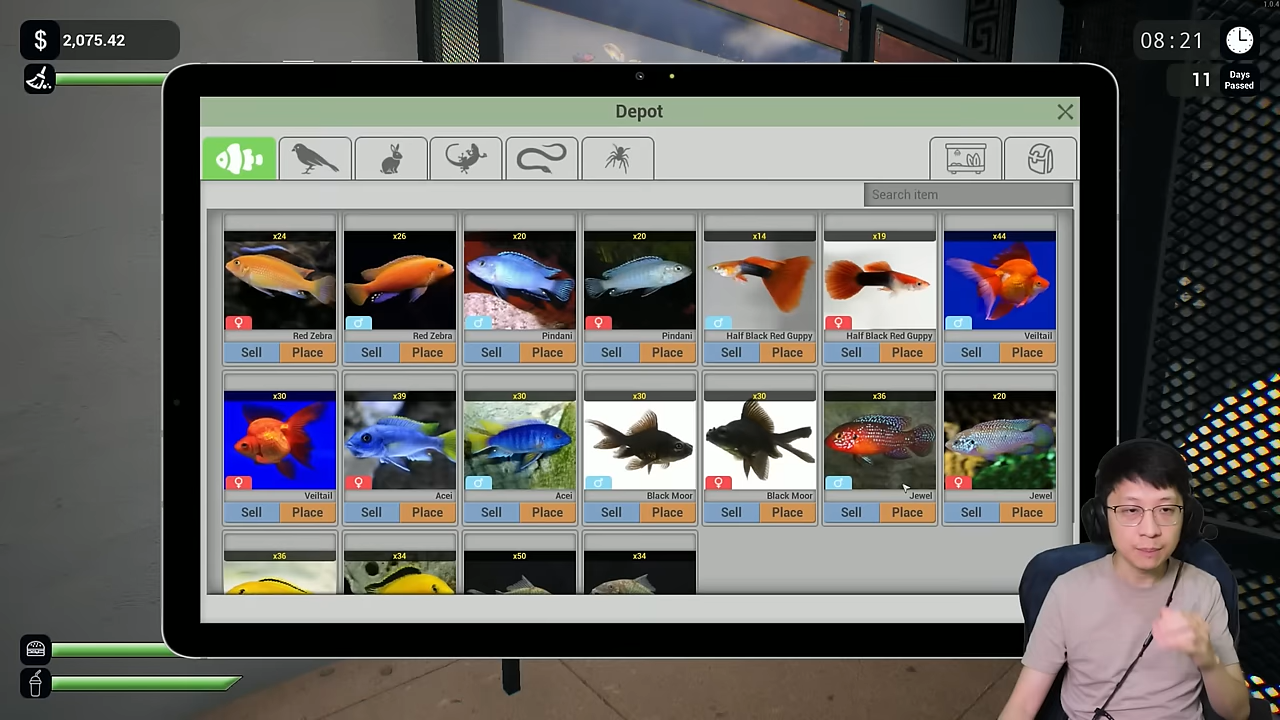 1.0.4
$ 2,075.42
08:21
11 Days Passed
Depot
Search item
x24 x26 x20 x20 x14 x19 x44
Red Zebra Red Zebra Pindani Pindani Half Black Red Guppy Half Black Red Guppy Veiltail
Sell Place Sell Place Sell Place Sell Place Sell Place Sell Place Sell Place
x30 x39 x30 x30 x30 x36 x20
Veiltail Acei Acei Black Moor Black Moor Jewel Jewel
Sell Place Sell Place Sell Place Sell Place Sell Place Sell Place Sell Place
x36 x34 x50 x34